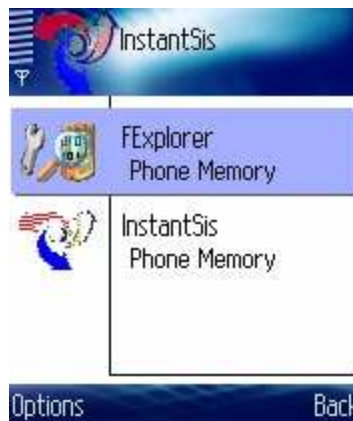 InstantSis
FExplorer
Phone Memory
InstantSis
Phone Memory
Options
Back